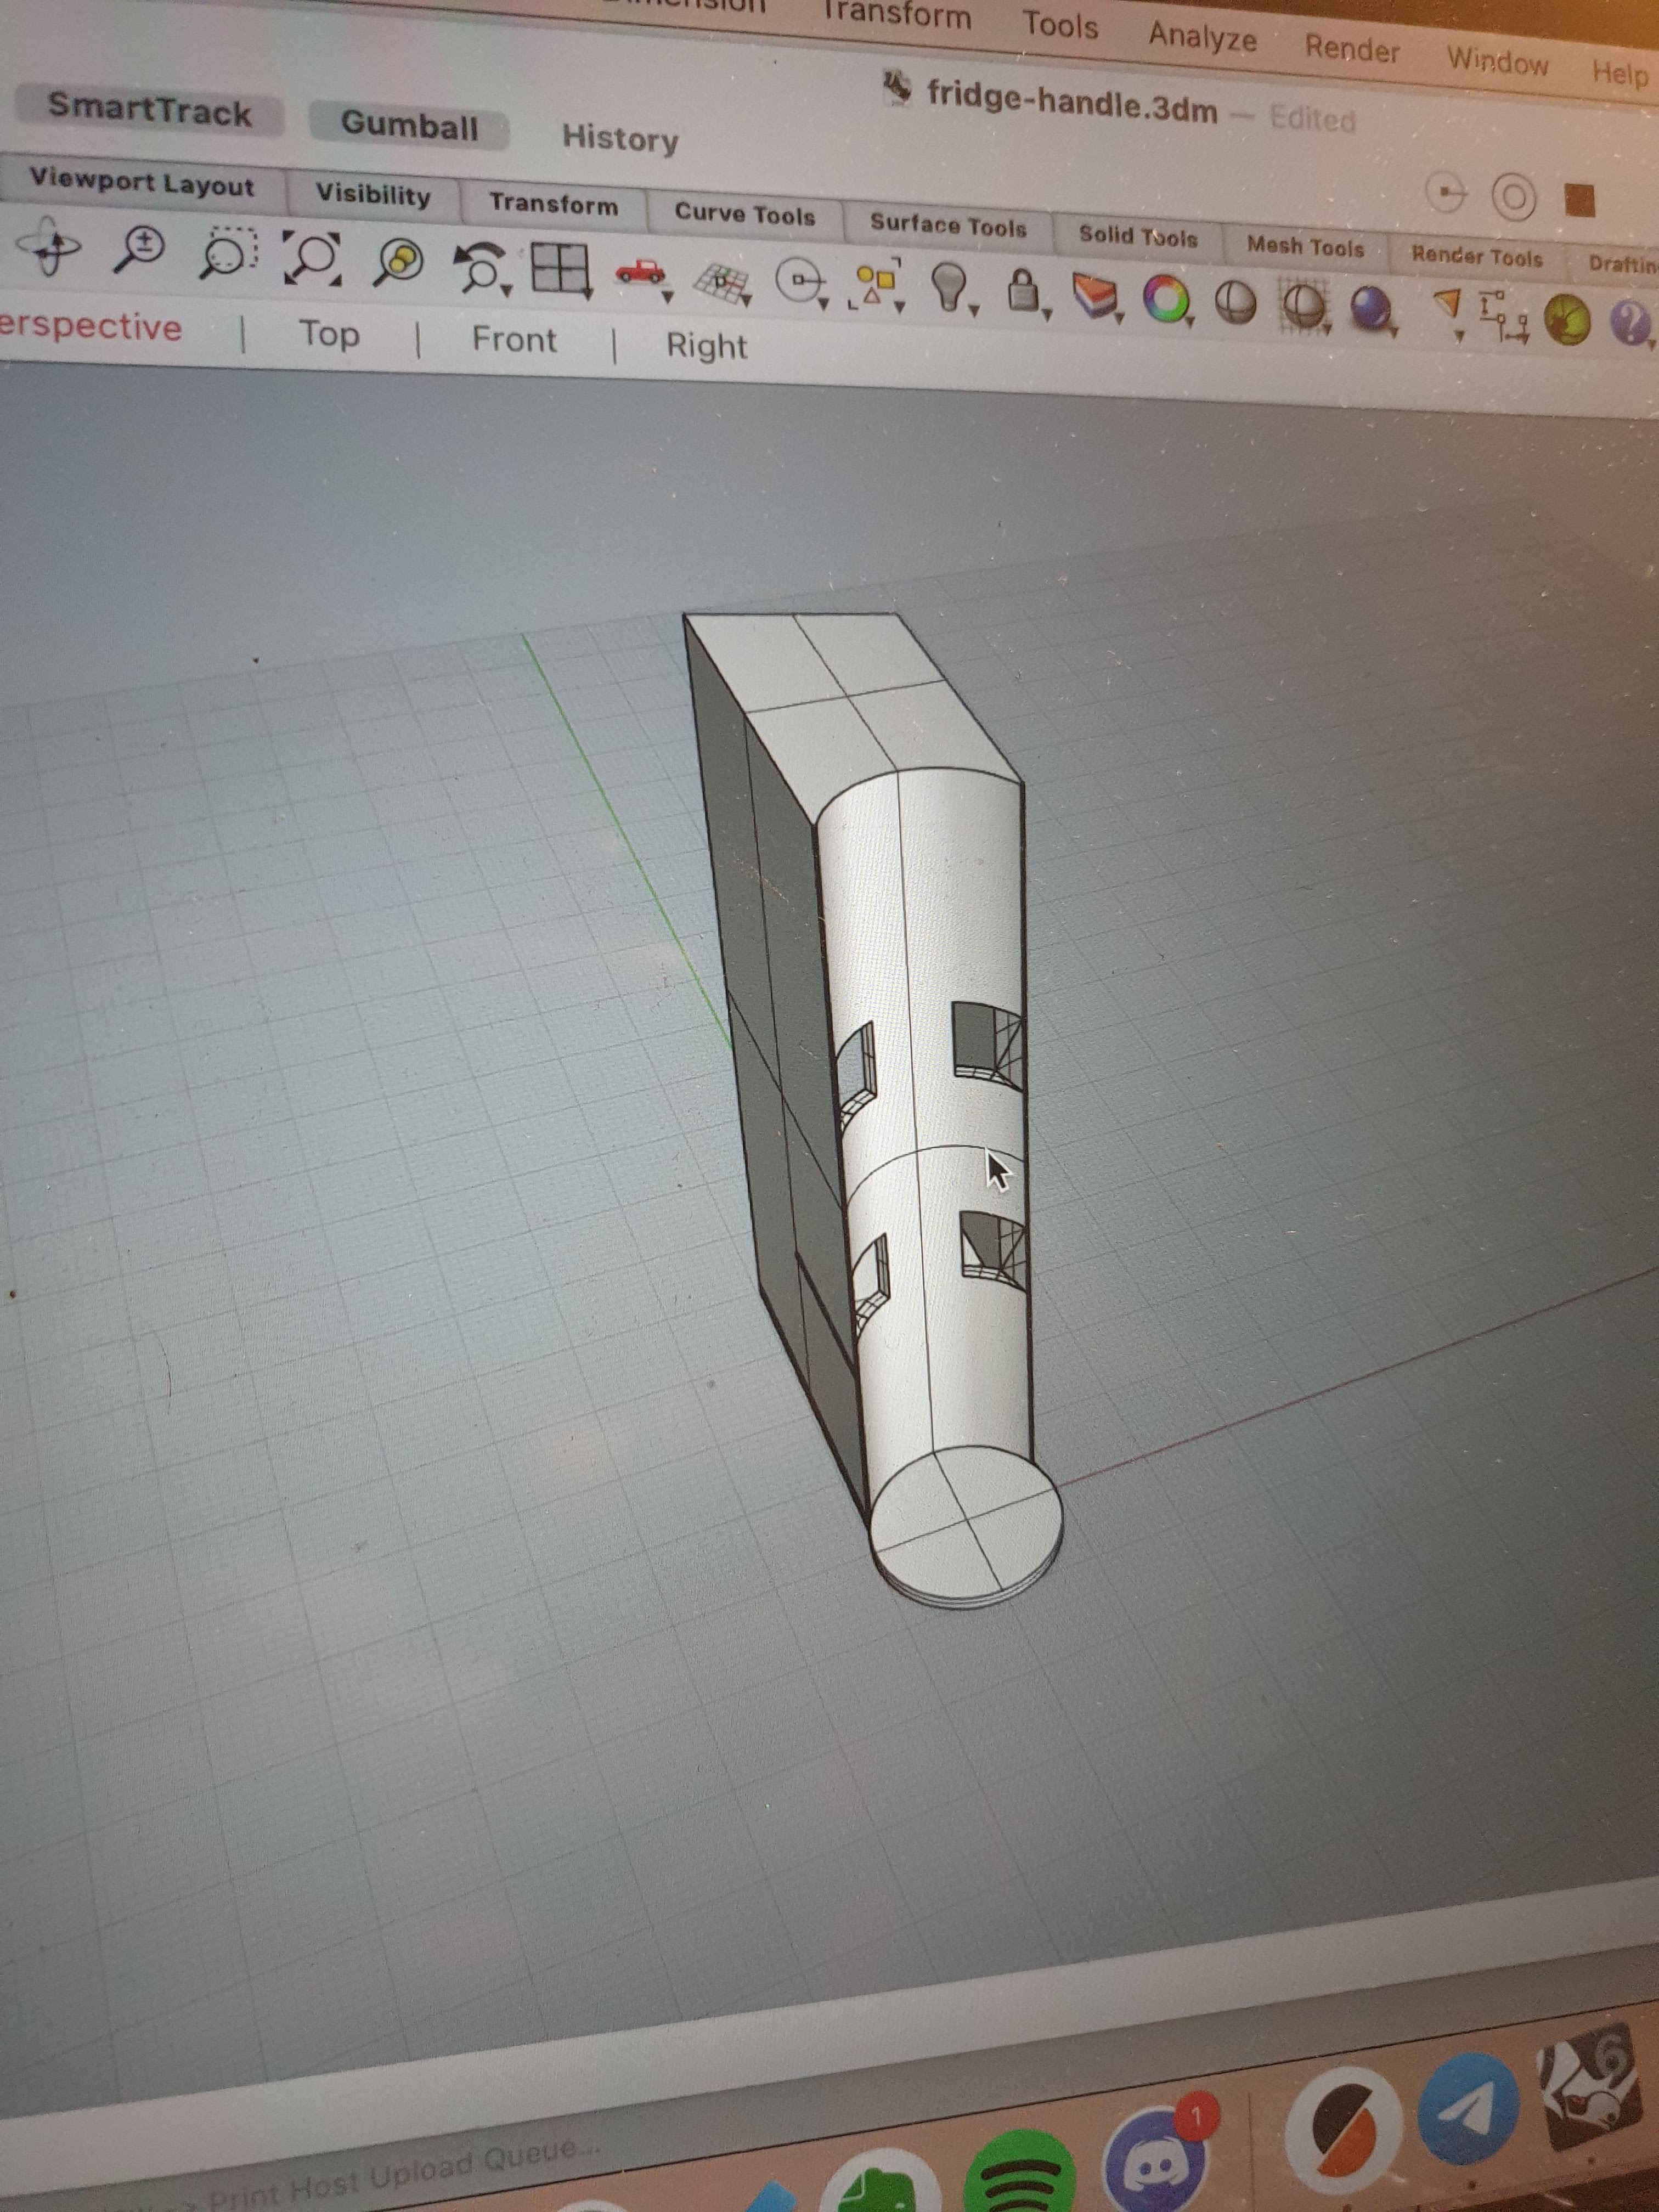 Transform Tools Analyze Render Window Help
fridge-handle.3dm — Edited
SmartTrack Gumball History
Viewport Layout Visibility Transform Curve Tools Surface Tools Solid Tools Mesh Tools Render Tools Draftin
erspective | Top | Front | Right
?
6
1
-> Print Host Upload Queue...